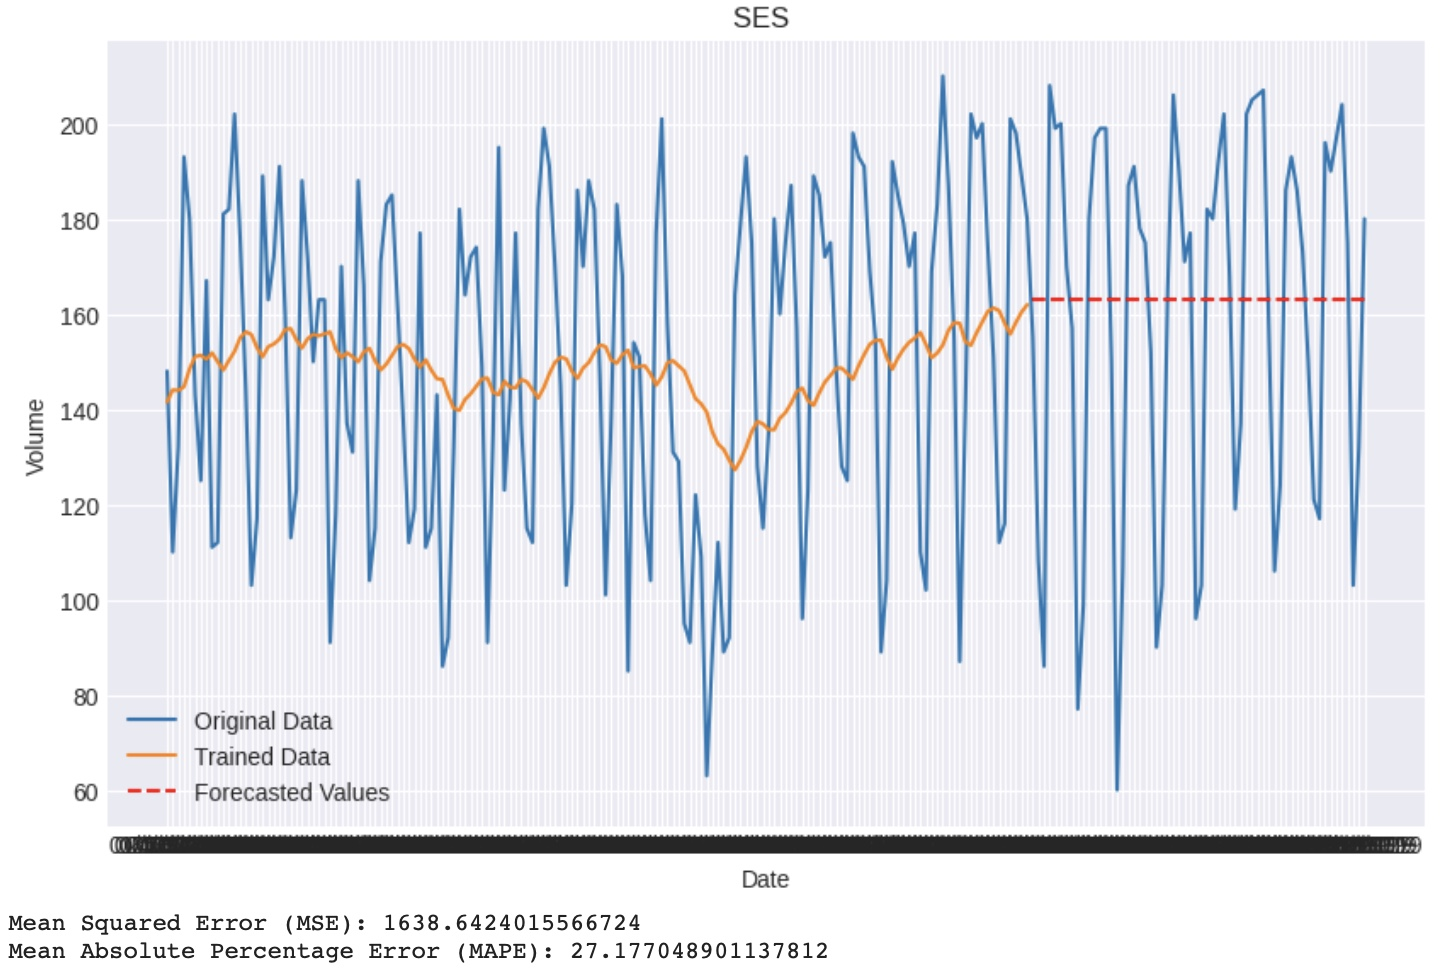 SES
Volume
200
180
160
140
120
100
80
60
Original Data
Trained Data
Forecasted Values
Date
Mean Squared Error (MSE): 1638.6424015566724
Mean Absolute Percentage Error (MAPE): 27.177048901137812